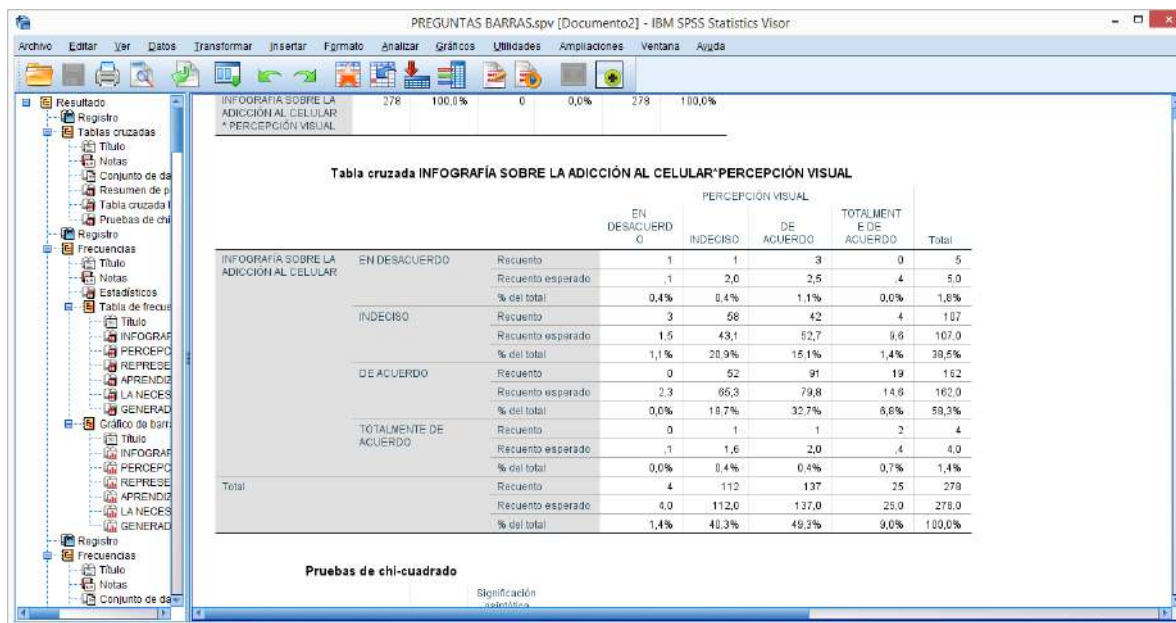 PREGUNTAS BARRAS.spv [Documento2] - IBM SPSS Statistics Visor
Archivo Editar Ver Datos Transformar Insertar Formato Analizar Gráficos Utilidades Ampliaciones Ventana Ayuda
Resultado
Registro
Tablas cruzadas
Título
Notas
Conjunto de da
Resumen de p
Tabla cruzada I
Pruebas de chi
Registro
Frecuencias
Título
Notas
Estadísticos
Tabla de frecue
Título
INFOGRAF
PERCEPC
REPRESE
APRENDIZ
LA NECES
GENERAD
Gráfico de barr
Título
INFOGRAF
PERCEPC
REPRESE
APRENDIZ
LA NECES
GENERAD
Registro
Frecuencias
Título
Notas
Conjunto de da
INFOGRAFÍA SOBRE LA 278 100,0% 0 0,0% 278 100,0%
ADICCIÓN AL CELULAR
* PERCEPCIÓN VISUAL
Tabla cruzada INFOGRAFÍA SOBRE LA ADICCIÓN AL CELULAR*PERCEPCIÓN VISUAL
PERCEPCIÓN VISUAL
EN TOTALMENT
DESACUERD DE E DE
O INDECISO ACUERDO ACUERDO Total
INFOGRAFÍA SOBRE LA EN DESACUERDO Recuento 1 1 3 0 5
ADICCIÓN AL CELULAR Recuento esperado ,1 2,0 2,5 ,4 5,0
% del total 0,4% 0,4% 1,1% 0,0% 1,8%
INDECISO Recuento 3 58 42 4 107
Recuento esperado 1,5 43,1 52,7 9,6 107,0
% del total 1,1% 20,9% 15,1% 1,4% 38,5%
DE ACUERDO Recuento 0 52 91 19 162
Recuento esperado 2,3 65,3 79,8 14,6 162,0
% del total 0,0% 18,7% 32,7% 6,8% 58,3%
TOTALMENTE DE Recuento 0 1 1 2 4
ACUERDO Recuento esperado ,1 1,6 2,0 ,4 4,0
% del total 0,0% 0,4% 0,4% 0,7% 1,4%
Total Recuento 4 112 137 25 278
Recuento esperado 4,0 112,0 137,0 25,0 278,0
% del total 1,4% 40,3% 49,3% 9,0% 100,0%
Pruebas de chi-cuadrado
Significación